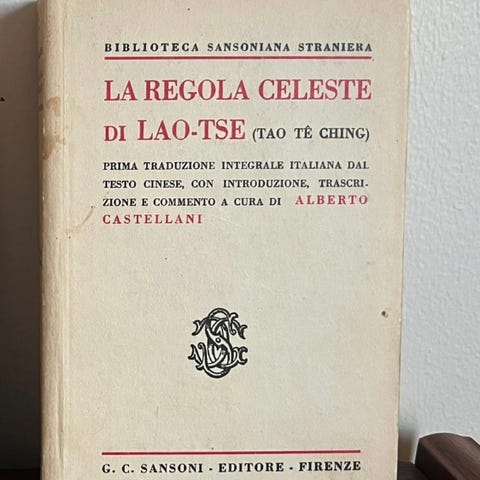 BIBLIOTECA SANSONIANA STRANIERA
LA REGOLA CELESTE
DI LAO-TSE (TAO TÊ CHING)
PRIMA TRADUZIONE INTEGRALE ITALIANA DAL
TESTO CINESE, CON INTRODUZIONE, TRASCRI-
ZIONE E COMMENTO A CURA DI ALBERTO
CASTELLANI
G. C. SANSONI - EDITORE - FIRENZE